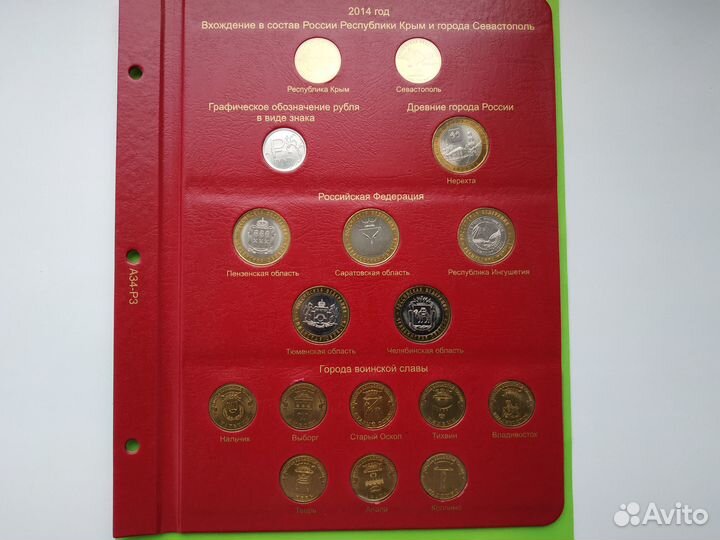 2014 год
Вхождение в состав России Республики Крым и города Севастополь
Республика Крым
Севастополь
Графическое обозначение рубля
в виде знака
Древние города России
Нерехта
Российская Федерация
Пензенская область
Саратовская область
Республика Ингушетия
Тюменская область
Челябинская область
Города воинской славы
Нальчик
Выборг
Старый Оскол
Тихвин
Владивосток
Тверь
Анапа
Колпино
А34-Р3
Avito